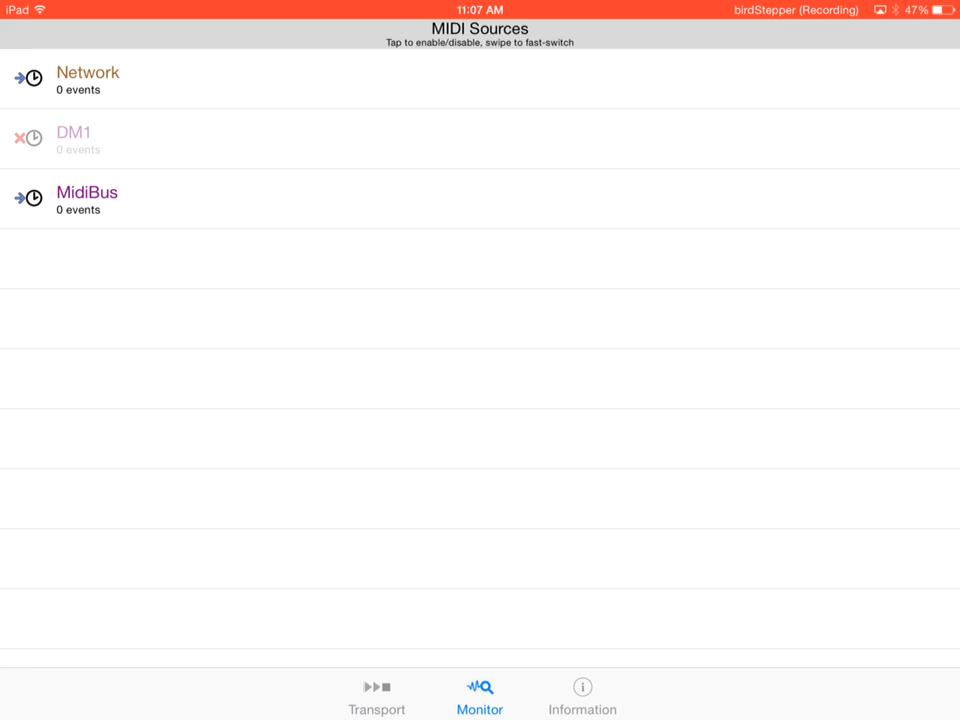 iPad 11:07 AM birdStepper (Recording) 47%
MIDI Sources
Tap to enable/disable, swipe to fast-switch
Network
0 events
DM1
0 events
MidiBus
0 events
Transport Monitor Information